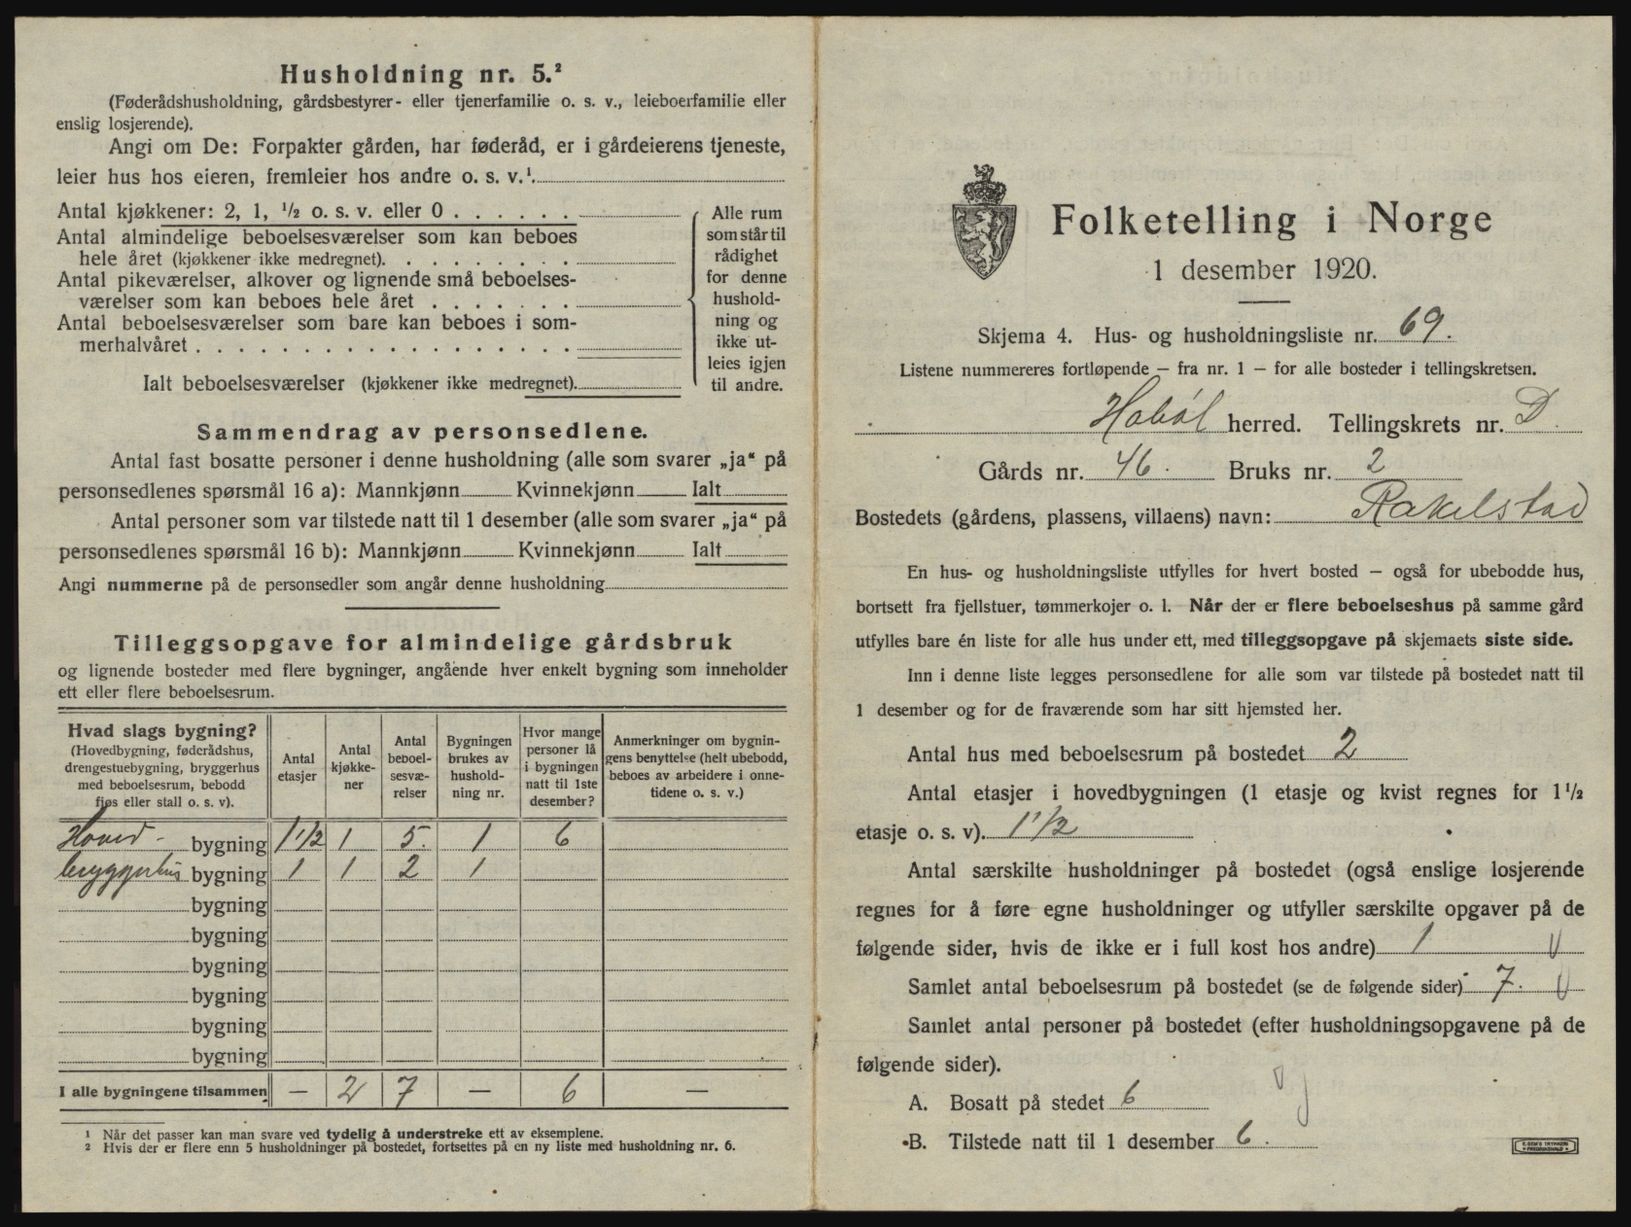 Husholdning nr. 5.²
(Føderådshusholdning, gårdsbestyrer- eller tjenerfamilie o. s. v., leieboerfamilie eller
enslig losjerende).
Angi om De: Forpakter gården, har føderåd, er i gårdeierens tjeneste,
leier hus hos eieren, fremleier hos andre o. s. v.¹.
Antal kjøkkener: 2, 1, ½ o. s. v. eller 0 . . . . . .
Antal almindelige beboelsesværelser som kan beboes
hele året (kjøkkener ikke medregnet). . . . . . . . .
Antal pikeværelser, alkover og lignende små beboelses-
værelser som kan beboes hele året . . . . . . .
Antal beboelsesværelser som bare kan beboes i som-
merhalvåret . . . . . . . . . . . . . . . . . .
Ialt beboelsesværelser (kjøkkener ikke medregnet).
Alle rum
som står til
rådighet
for denne
hushold-
ning og
ikke ut-
leies igjen
til andre.
Sammendrag av personsedlene.
Antal fast bosatte personer i denne husholdning (alle som svarer „ja“ på
personsedlenes spørsmål 16 a): Mannkjønn Kvinnekjønn Ialt
Antal personer som var tilstede natt til 1 desember (alle som svarer „ja“ på
personsedlenes spørsmål 16 b): Mannkjønn Kvinnekjønn Ialt
Angi nummerne på de personsedler som angår denne husholdning
Tilleggsopgave for almindelige gårdsbruk
og lignende bosteder med flere bygninger, angående hver enkelt bygning som inneholder
ett eller flere beboelsesrum.
Hvad slags bygning?
(Hovedbygning, føderådshus,
drengestuebygning, bryggerhus
med beboelsesrum, bebodd
fjøs eller stall o. s. v).
Antal
etasjer
Antal
kjøkke-
ner
Antal
beboel-
sesvæ-
relser
Bygningen
brukes av
hushold-
ning nr.
Hvor mange
personer lå
i bygningen
natt til 1ste
desember?
Anmerkninger om bygnin-
gens benyttelse (helt ubebodd,
beboes av arbeidere i onne-
tidene o. s. v.)
Hoved- bygning 1½ 1 5. 1 6
bryggerhus bygning 1 1 2 1
bygning
bygning
bygning
bygning
bygning
bygning
I alle bygningene tilsammen — 2 7 — 6 —
¹ Når det passer kan man svare ved tydelig å understreke ett av eksemplene.
² Hvis der er flere enn 5 husholdninger på bostedet, fortsettes på en ny liste med husholdning nr. 6.
Folketelling i Norge
1 desember 1920.
Skjema 4. Hus- og husholdningsliste nr. 69.
Listene nummereres fortløpende — fra nr. 1 — for alle bosteder i tellingskretsen.
Hobøl herred. Tellingskrets nr. D.
Gårds nr. 46. Bruks nr. 2
Bostedets (gårdens, plassens, villaens) navn: Rakelstad
En hus- og husholdningsliste utfylles for hvert bosted — også for ubebodde hus,
bortsett fra fjellstuer, tømmerkojer o. l. Når der er flere beboelseshus på samme gård
utfylles bare én liste for alle hus under ett, med tilleggsopgave på skjemaets siste side.
Inn i denne liste legges personsedlene for alle som var tilstede på bostedet natt til
1 desember og for de fraværende som har sitt hjemsted her.
Antal hus med beboelsesrum på bostedet 2
Antal etasjer i hovedbygningen (1 etasje og kvist regnes for 1½
etasje o. s. v). 1½
Antal særskilte husholdninger på bostedet (også enslige losjerende
regnes for å føre egne husholdninger og utfyller særskilte opgaver på de
følgende sider, hvis de ikke er i full kost hos andre) 1
Samlet antal beboelsesrum på bostedet (se de følgende sider) 7.
Samlet antal personer på bostedet (efter husholdningsopgavene på de
følgende sider).
A. Bosatt på stedet 6
B. Tilstede natt til 1 desember 6.